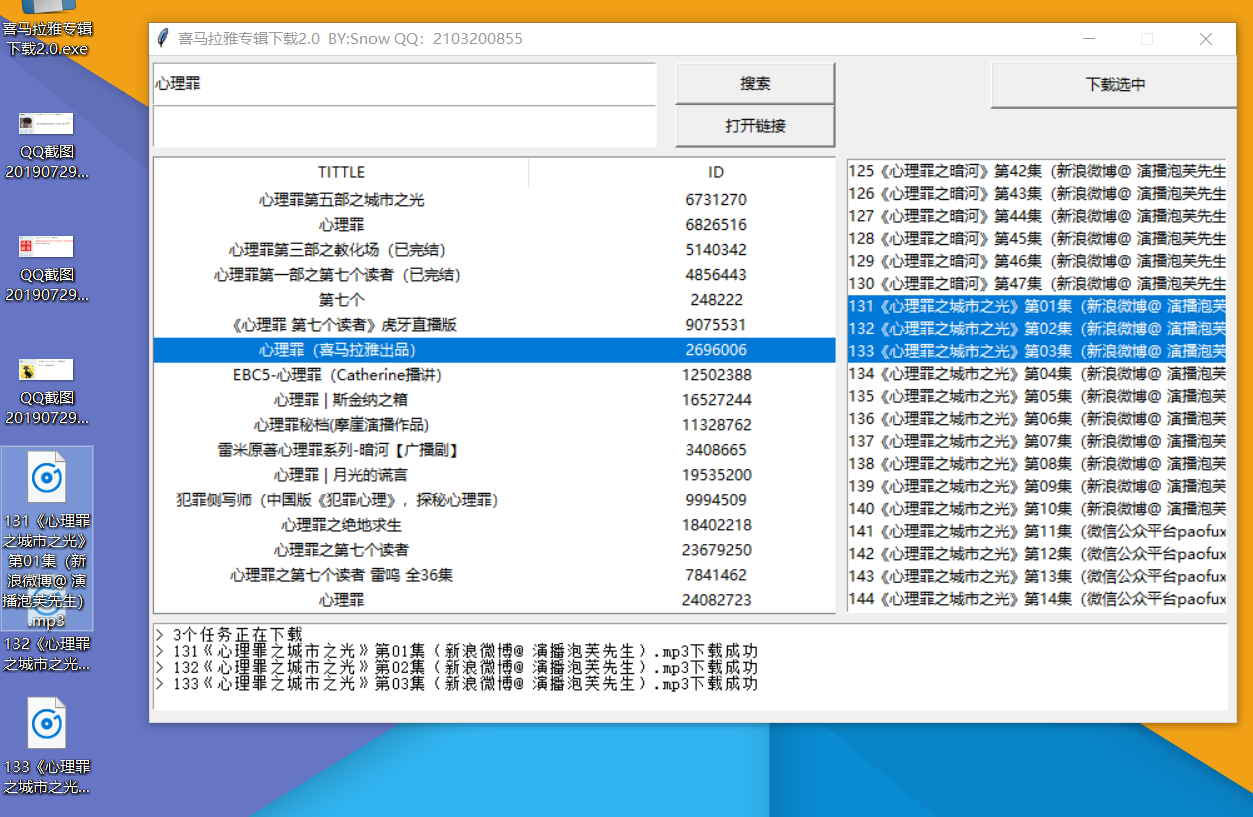 喜马拉雅专辑
下载2.0.exe
QQ截图
20190729...
QQ截图
20190729...
QQ截图
20190729...
131《心理罪
之城市之光》
第01集（新
浪微博@ 演
播泡芙先生）
.mp3
132《心理罪
之城市之光...
133《心理罪
之城市之光...
喜马拉雅专辑下载2.0 BY:Snow QQ：2103200855
心理罪
搜索
下载选中
打开链接
TITTLE ID
心理罪第五部之城市之光 6731270
心理罪 6826516
心理罪第三部之教化场（已完结） 5140342
心理罪第一部之第七个读者（已完结） 4856443
第七个 248222
《心理罪 第七个读者》虎牙直播版 9075531
心理罪（喜马拉雅出品） 2696006
EBC5-心理罪（Catherine播讲） 12502388
心理罪 | 斯金纳之箱 16527244
心理罪秘档(摩崖演播作品) 11328762
雷米原著心理罪系列-暗河【广播剧】 3408665
心理罪 | 月光的谎言 19535200
犯罪侧写师（中国版《犯罪心理》，探秘心理罪） 9994509
心理罪之绝地求生 18402218
心理罪之第七个读者 23679250
心理罪之第七个读者 雷鸣 全36集 7841462
心理罪 24082723
125《心理罪之暗河》第42集（新浪微博@ 演播泡芙先生
126《心理罪之暗河》第43集（新浪微博@ 演播泡芙先生
127《心理罪之暗河》第44集（新浪微博@ 演播泡芙先生
128《心理罪之暗河》第45集（新浪微博@ 演播泡芙先生
129《心理罪之暗河》第46集（新浪微博@ 演播泡芙先生
130《心理罪之暗河》第47集（新浪微博@ 演播泡芙先生
131《心理罪之城市之光》第01集（新浪微博@ 演播泡芙
132《心理罪之城市之光》第02集（新浪微博@ 演播泡芙
133《心理罪之城市之光》第03集（新浪微博@ 演播泡芙
134《心理罪之城市之光》第04集（新浪微博@ 演播泡芙
135《心理罪之城市之光》第05集（新浪微博@ 演播泡芙
136《心理罪之城市之光》第06集（新浪微博@ 演播泡芙
137《心理罪之城市之光》第07集（新浪微博@ 演播泡芙
138《心理罪之城市之光》第08集（新浪微博@ 演播泡芙
139《心理罪之城市之光》第09集（新浪微博@ 演播泡芙
140《心理罪之城市之光》第10集（新浪微博@ 演播泡芙
141《心理罪之城市之光》第11集（微信公众平台paofux
142《心理罪之城市之光》第12集（微信公众平台paofux
143《心理罪之城市之光》第13集（微信公众平台paofux
144《心理罪之城市之光》第14集（微信公众平台paofux
> 3个任务正在下载
> 131《心理罪之城市之光》第01集（新浪微博@ 演播泡芙先生）.mp3下载成功
> 132《心理罪之城市之光》第02集（新浪微博@ 演播泡芙先生）.mp3下载成功
> 133《心理罪之城市之光》第03集（新浪微博@ 演播泡芙先生）.mp3下载成功